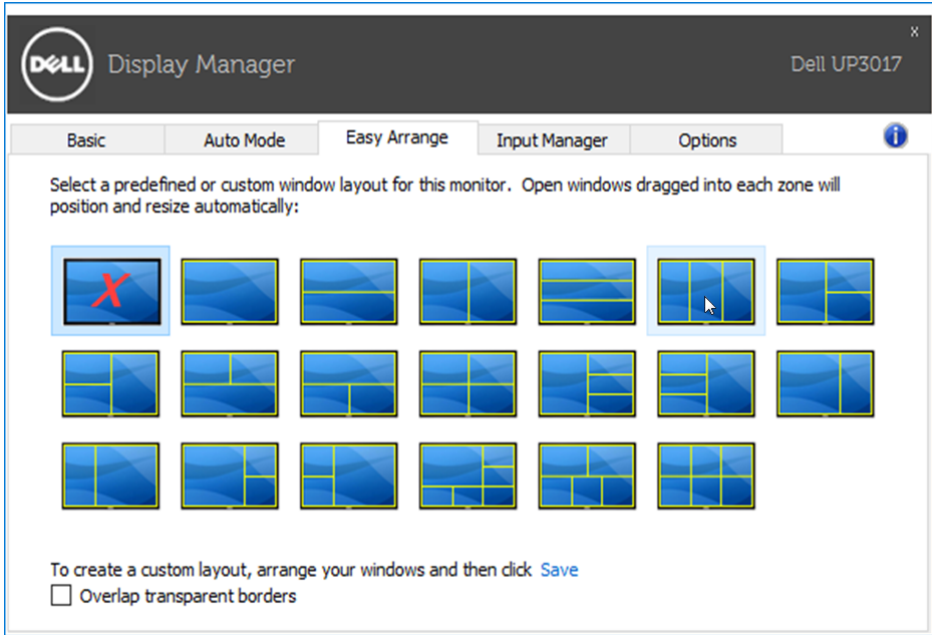 x
DELL Display Manager Dell UP3017
Basic Auto Mode Easy Arrange Input Manager Options i
Select a predefined or custom window layout for this monitor. Open windows dragged into each zone will
position and resize automatically:
X
To create a custom layout, arrange your windows and then click Save
Overlap transparent borders